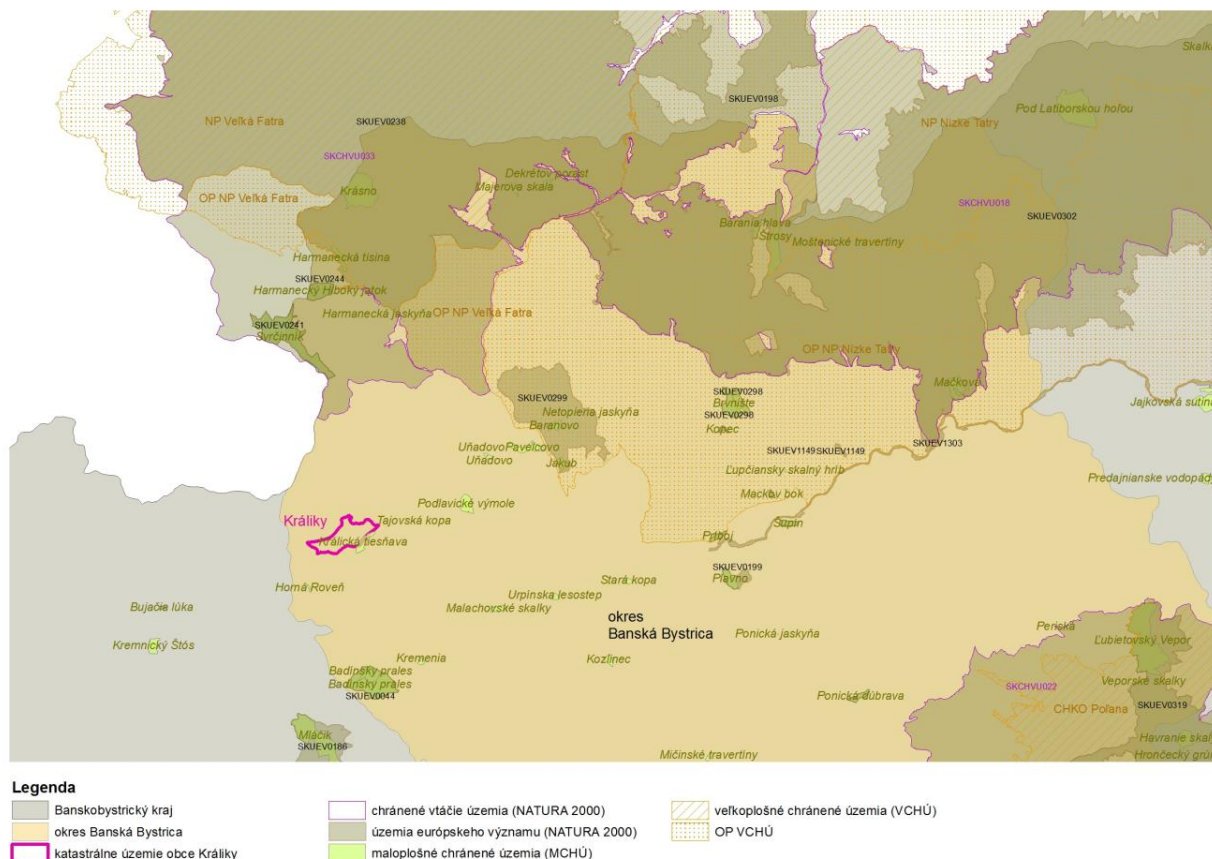 SKUEV0198
Skalka
Pod Latiborskou hoľou
NP Veľká Fatra
SKUEV0238
NP Nízke Tatry
SKCHVU033
Dekrétov porast
Krásno
Majerova skala
OP NP Veľká Fatra
SKCHVU018
SKUEV0302
Barania hlava
Štrosy
Moštenické travertíny
Harmanecká tisina
SKUEV0244
Harmanecký Hlboký jarok
Harmanecká jaskyňa
OP NP Veľká Fatra
SKUEV0241
Svrčinník
OP NP Nízke Tatry
SKUEV0299
Mačková
SKUEV0298
Brvnište
Jajkovská sutina
Netopieria jaskyňa
SKUEV0298
Baranovo
Kopec
SKUEV1303
Uňadovo
Pavelcovo
SKUEV1149
SKUEV1149
Uňadovo
Jakub
Ľupčiansky skalný hríb
Predajnianske vodopády
Mackov bok
Podlavické výmole
Králiky
Tajovská kopa
Šupín
Králická tiesňava
Príboj
SKUEV0199
Plavno
Stará kopa
Horná Roveň
Urpínska lesostep
Bujačia lúka
Malachovské skalky
okres
Banská Bystrica
Ponická jaskyňa
Periská
Ľubietovský Vepor
Kremnický Štós
Kremenia
Kozlinec
Badínsky prales
Badínsky prales
SKUEV0044
Veporské skalky
SKCHVU022
Ponická dúbrava
CHKO Poľana
SKUEV0319
Mláčik
SKUEV0186
Mičinské travertíny
Havranie skaly
Hrončecký grúň
Legenda
Banskobystrický kraj
okres Banská Bystrica
katastrálne územie obce Králiky
chránené vtáčie územia (NATURA 2000)
územia európskeho významu (NATURA 2000)
maloplošné chránené územia (MCHÚ)
veľkoplošné chránené územia (VCHÚ)
OP VCHÚ